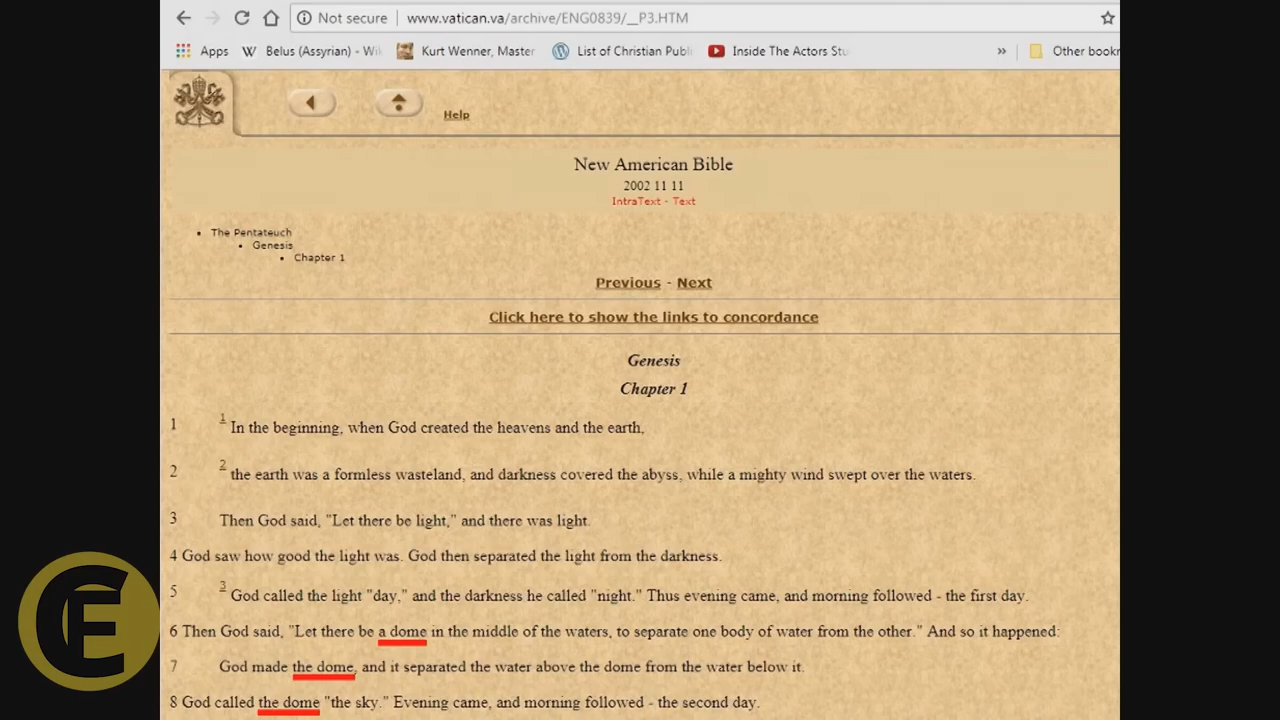 Not secure www.vatican.va/archive/ENG0839/__P3.HTM
Apps Belus (Assyrian) - Wik Kurt Wenner, Master List of Christian Publ Inside The Actors Stu » Other bookm
Help
New American Bible
2002 11 11
IntraText - Text
The Pentateuch
Genesis
Chapter 1
Previous - Next
Click here to show the links to concordance
Genesis
Chapter 1
1 1 In the beginning, when God created the heavens and the earth,
2 2 the earth was a formless wasteland, and darkness covered the abyss, while a mighty wind swept over the waters.
3 Then God said, "Let there be light," and there was light.
4 God saw how good the light was. God then separated the light from the darkness.
5 3 God called the light "day," and the darkness he called "night." Thus evening came, and morning followed - the first day.
6 Then God said, "Let there be a dome in the middle of the waters, to separate one body of water from the other." And so it happened:
7 God made the dome, and it separated the water above the dome from the water below it.
8 God called the dome "the sky." Evening came, and morning followed - the second day.
CE